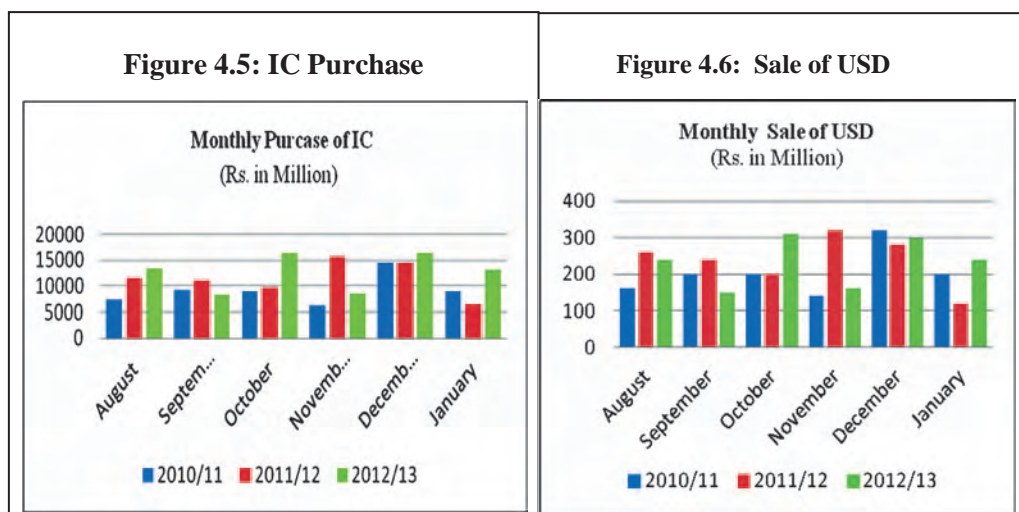 Figure 4.5: IC Purchase
Monthly Purcase of IC
(Rs. in Million)
20000
15000
10000
5000
0
August
Septem...
October
Novemb...
Decemb...
January
2010/11 2011/12 2012/13
Figure 4.6: Sale of USD
Monthly Sale of USD
(Rs. in Million)
400
300
200
100
0
August
September
October
November
December
January
2010/11 2011/12 2012/13